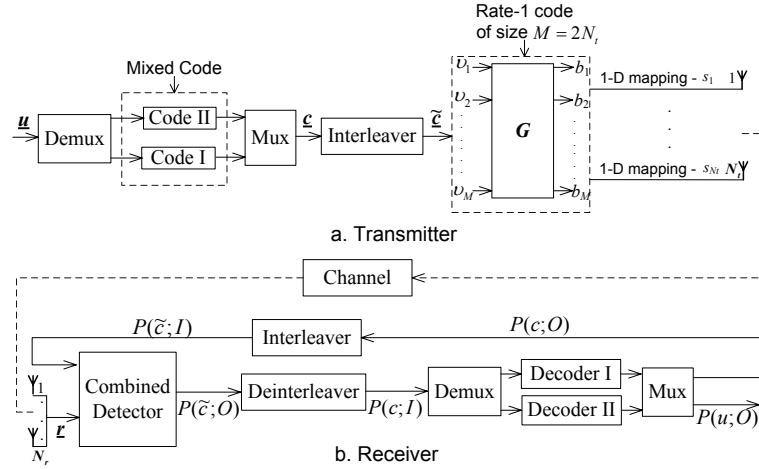 Rate-1 code
of size M = 2N_t
Mixed Code
u
Demux
Code II
Code I
Mux
c
Interleaver
c̃
υ_1
υ_2
υ_M
G
b_1
b_2
b_M
1-D mapping - s_1 1
1-D mapping - s_Nt N_t
a. Transmitter
Channel
P(c̃;I)
Interleaver
P(c;O)
1
N_r
r
Combined
Detector
P(c̃;O)
Deinterleaver
P(c;I)
Demux
Decoder I
Decoder II
Mux
P(u;O)
b. Receiver